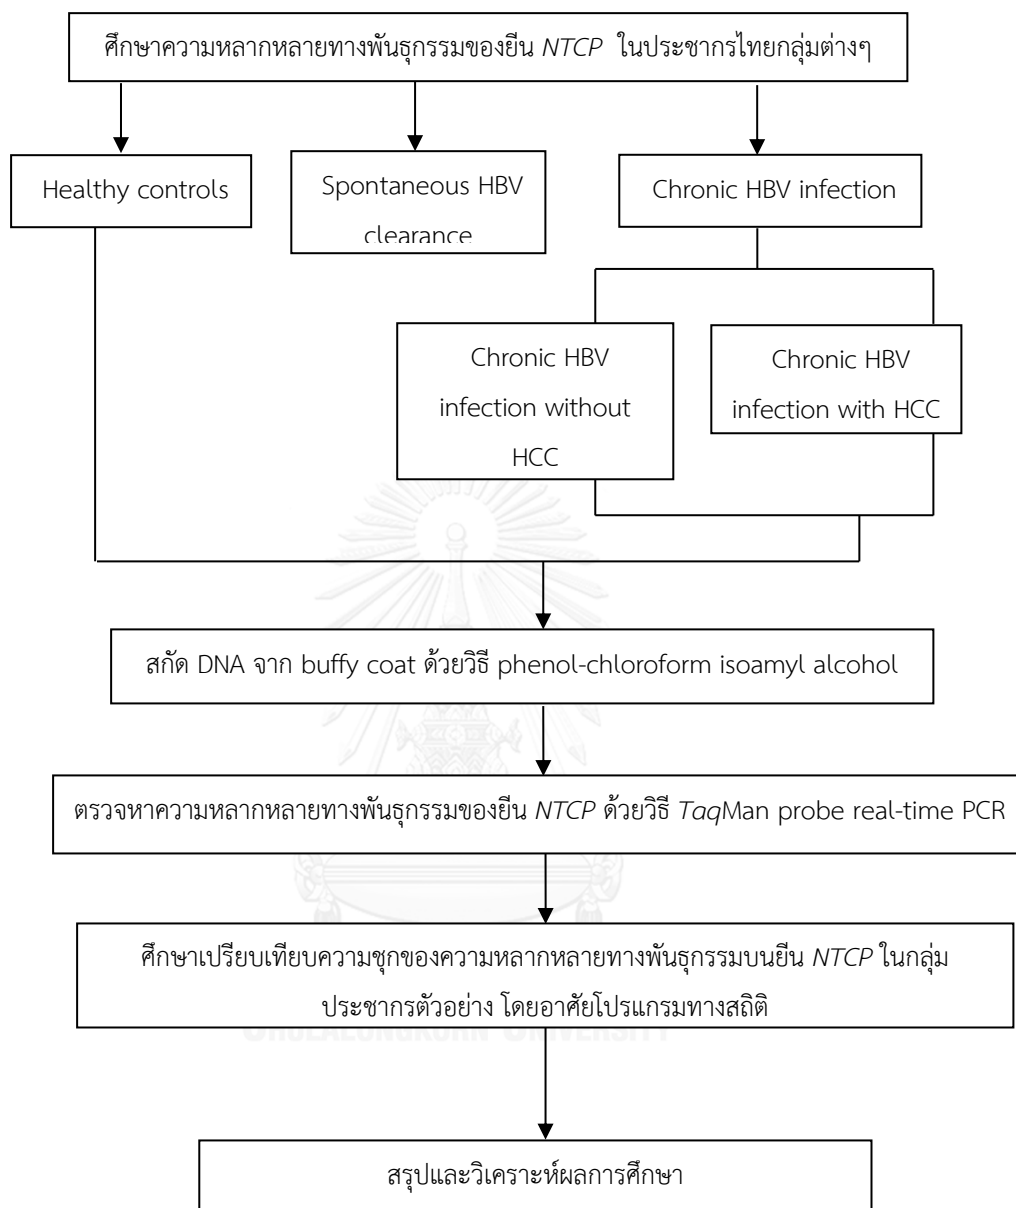 ศึกษาความหลากหลายทางพันธุกรรมของยีน NTCP ในประชากรไทยกลุ่มต่างๆ
Healthy controls
Spontaneous HBV
clearance
Chronic HBV infection
Chronic HBV
infection without
HCC
Chronic HBV
infection with HCC
สกัด DNA จาก buffy coat ด้วยวิธี phenol-chloroform isoamyl alcohol
ตรวจหาความหลากหลายทางพันธุกรรมของยีน NTCP ด้วยวิธี TaqMan probe real-time PCR
ศึกษาเปรียบเทียบความชุกของความหลากหลายทางพันธุกรรมบนยีน NTCP ในกลุ่ม
ประชากรตัวอย่าง โดยอาศัยโปรแกรมทางสถิติ
CHULALONGKORN UNIVERSITY
สรุปและวิเคราะห์ผลการศึกษา